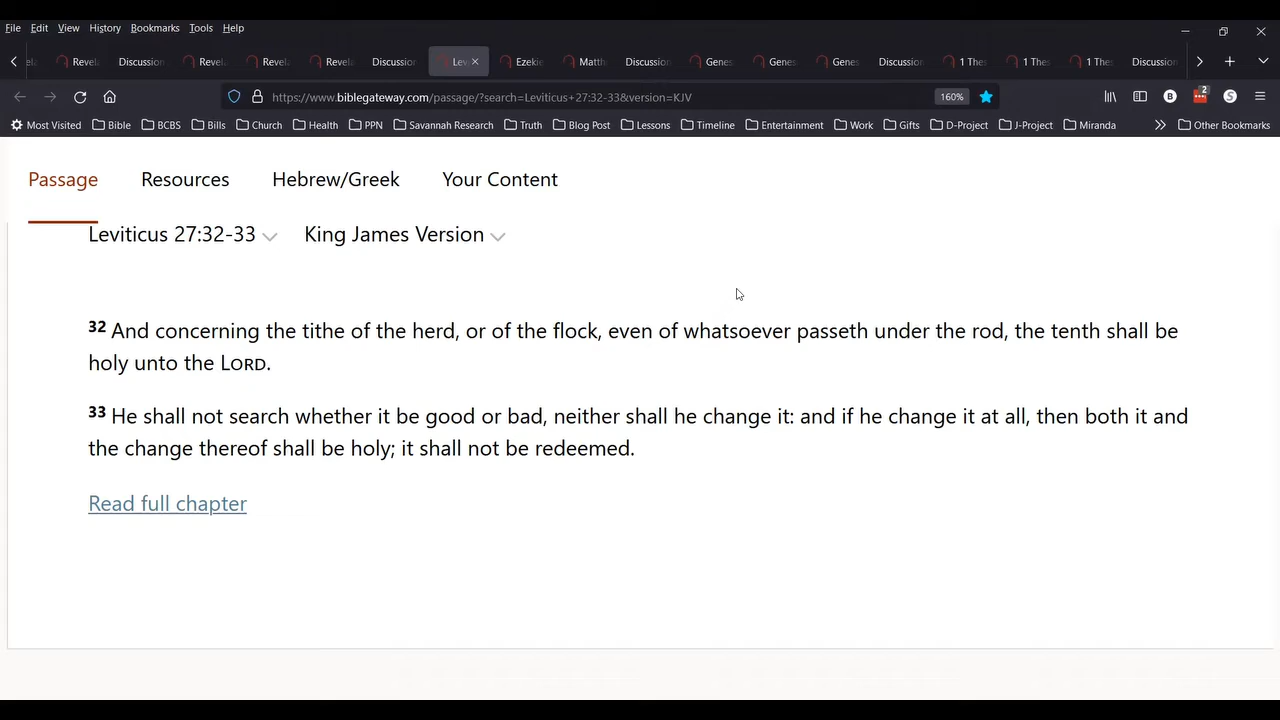 File Edit View History Bookmarks Tools Help
Revela Discussion Revela Revela Revela Discussion Lev Ezekie Matth Discussion Genes Genes Genes Discussion 1 Thes 1 Thes 1 Thes Discussion
https://www.biblegateway.com/passage/?search=Leviticus+27:32-33&version=KJV 160% B 2 S
Most Visited Bible BCBS Bills Church Health PPN Savannah Research Truth Blog Post Lessons Timeline Entertainment Work Gifts D-Project J-Project Miranda Other Bookmarks
Passage Resources Hebrew/Greek Your Content
Leviticus 27:32-33 King James Version
32 And concerning the tithe of the herd, or of the flock, even of whatsoever passeth under the rod, the tenth shall be
holy unto the LORD.
33 He shall not search whether it be good or bad, neither shall he change it: and if he change it at all, then both it and
the change thereof shall be holy; it shall not be redeemed.
Read full chapter